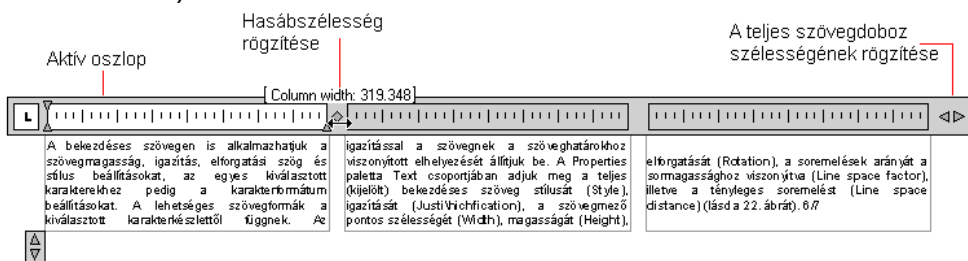 Hasábszélesség
rögzítése
A teljes szövegdoboz
szélességének rögzítése
Aktív oszlop
[ Column width: 319.348]
L
A bekezdéses szövegen is alkalmazhatjuk a
szövegmagasság, igazítás, elforgatási szög és
stílus beállításokat, az egyes kiválasztott
karakterekhez pedig a karakterformátum
beállításokat. A lehetséges szövegformák a
kiválasztott karakterkészlettől függnek. Az
igazítással a szövegnek a szöveghatárokhoz
viszonyított elhelyezését állítjuk be. A Properties
paletta Text csoportjában adjuk meg a teljes
(kijelölt) bekezdéses szöveg stílusát (Style),
igazítását (Justi\hichfication), a szövegmező
pontos szélességét (Width), magasságát (Height),
elforgatását (Rotation), a soremelések arányát a
sormagassághoz viszonyítva (Line space factor),
illetve a tényleges soremelést (Line space
distance) (lásd a 22. ábrát). 6/7